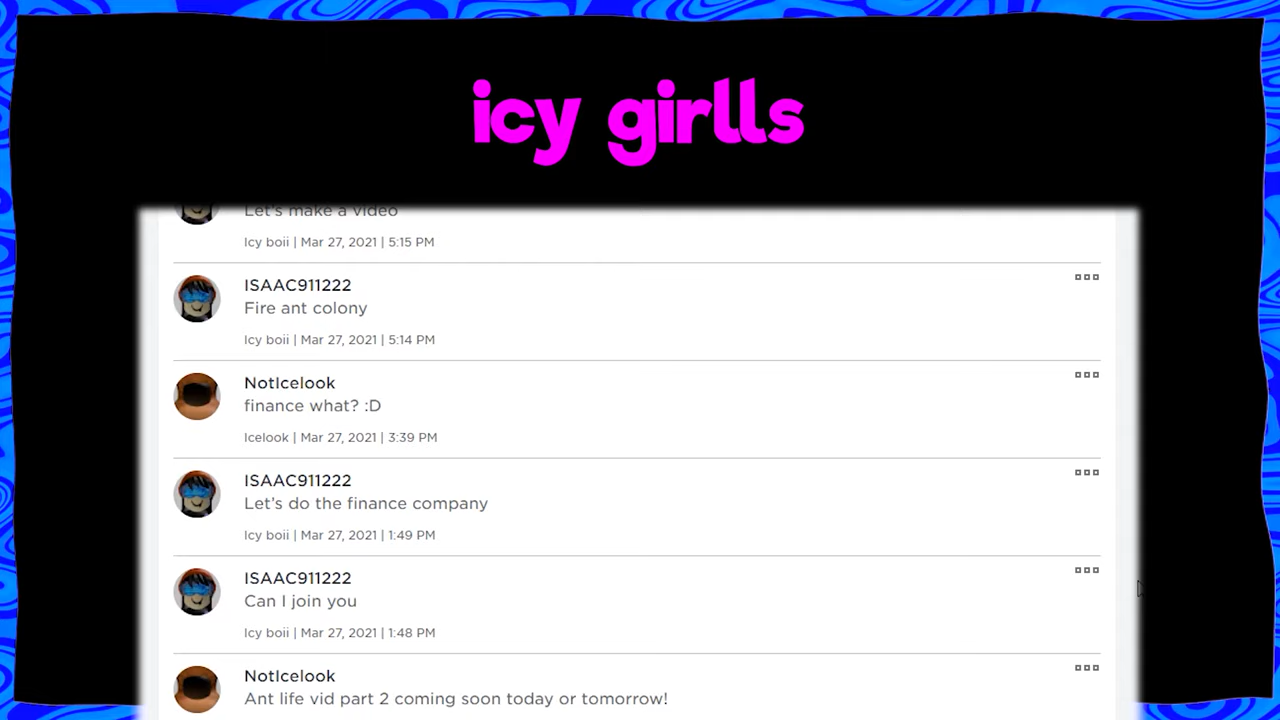 icy girlls
Let's make a video
Icy boii | Mar 27, 2021 | 5:15 PM
ISAAC911222
Fire ant colony
Icy boii | Mar 27, 2021 | 5:14 PM
NotIcelook
finance what? :D
Icelook | Mar 27, 2021 | 3:39 PM
ISAAC911222
Let's do the finance company
Icy boii | Mar 27, 2021 | 1:49 PM
ISAAC911222
Can I join you
Icy boii | Mar 27, 2021 | 1:48 PM
NotIcelook
Ant life vid part 2 coming soon today or tomorrow!